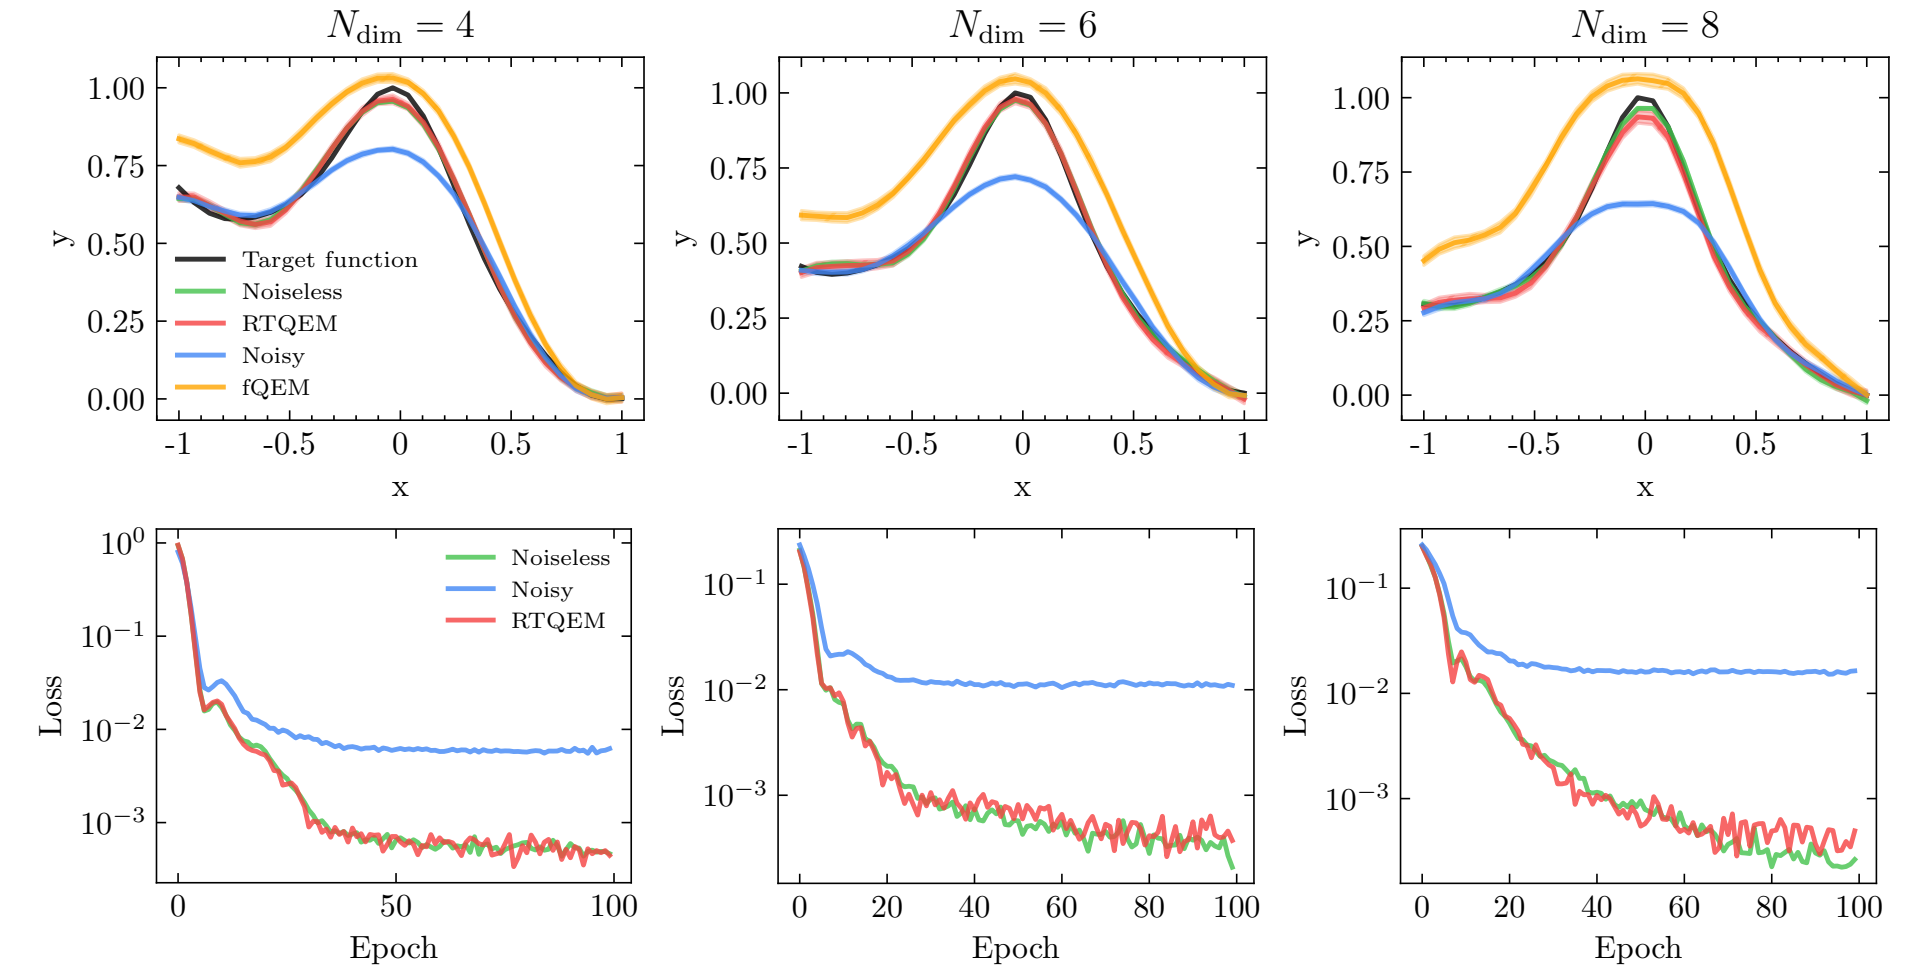 N_dim = 4
N_dim = 6
N_dim = 8
y
1.00
0.75
0.50
0.25
0.00
Target function
Noiseless
RTQEM
Noisy
fQEM
-1 -0.5 0 0.5 1
x
y
1.00
0.75
0.50
0.25
0.00
-1 -0.5 0 0.5 1
x
y
1.00
0.75
0.50
0.25
0.00
-1 -0.5 0 0.5 1
x
Loss
10^0
10^−1
10^−2
10^−3
Noiseless
Noisy
RTQEM
0 50 100
Epoch
Loss
10^−1
10^−2
10^−3
0 20 40 60 80 100
Epoch
Loss
10^−1
10^−2
10^−3
0 20 40 60 80 100
Epoch